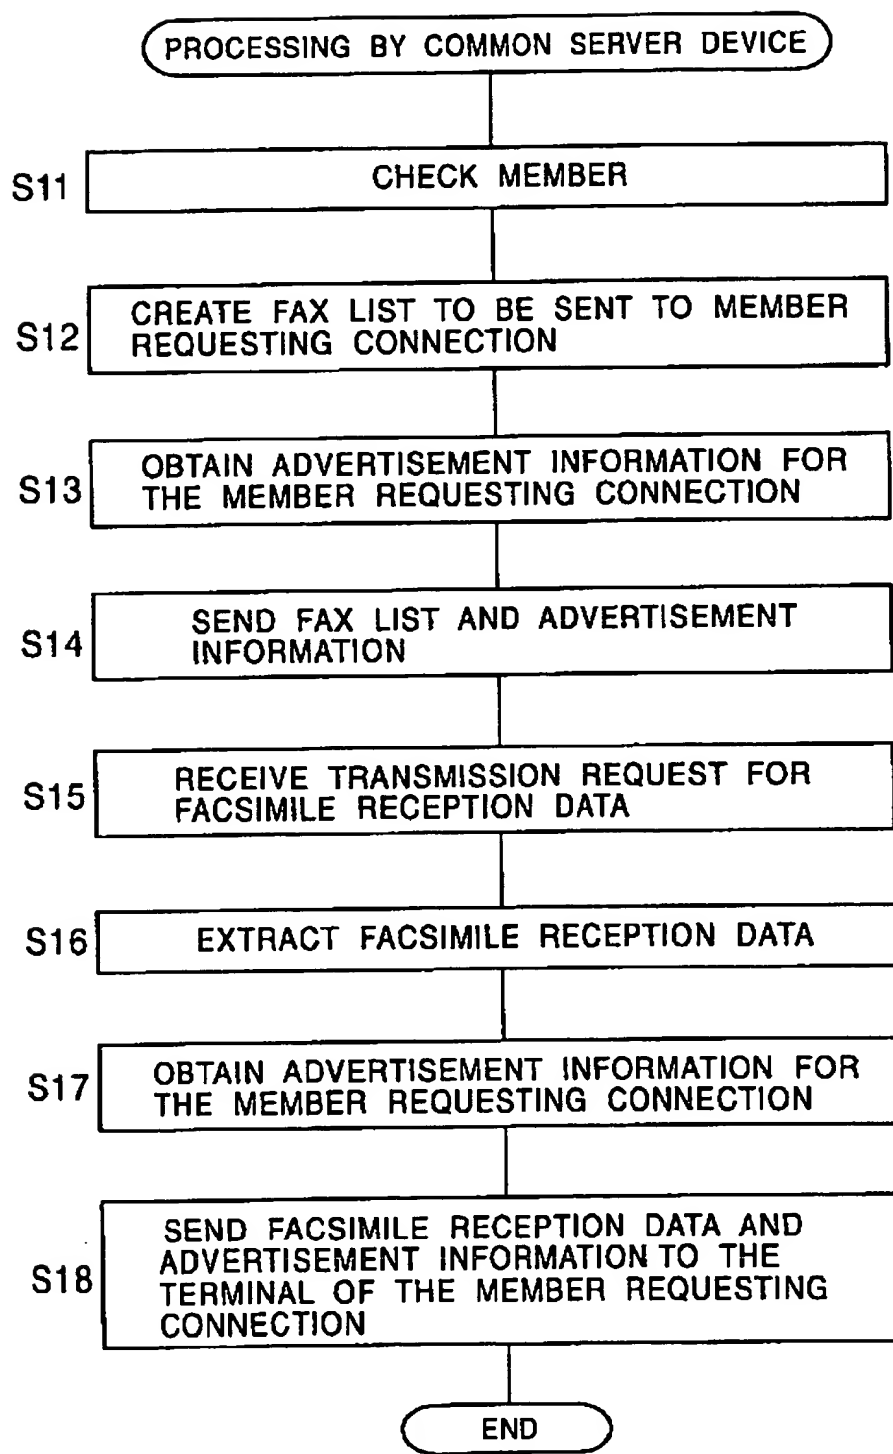 PROCESSING BY COMMON SERVER DEVICE
S11
CHECK MEMBER
S12
CREATE FAX LIST TO BE SENT TO MEMBER
REQUESTING CONNECTION
S13
OBTAIN ADVERTISEMENT INFORMATION FOR
THE MEMBER REQUESTING CONNECTION
S14
SEND FAX LIST AND ADVERTISEMENT
INFORMATION
S15
RECEIVE TRANSMISSION REQUEST FOR
FACSIMILE RECEPTION DATA
S16
EXTRACT FACSIMILE RECEPTION DATA
S17
OBTAIN ADVERTISEMENT INFORMATION FOR
THE MEMBER REQUESTING CONNECTION
S18
SEND FACSIMILE RECEPTION DATA AND
ADVERTISEMENT INFORMATION TO THE
TERMINAL OF THE MEMBER REQUESTING
CONNECTION
END